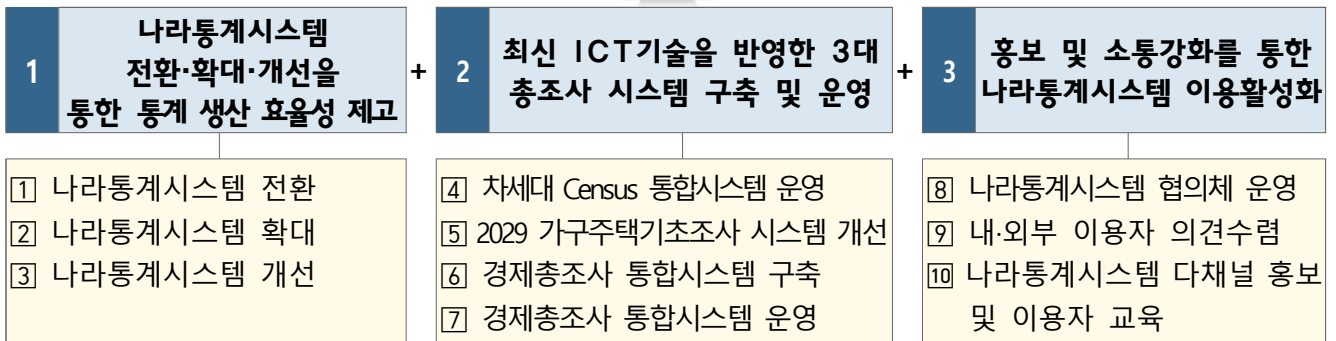 1
나라통계시스템
전환·확대·개선을
통한 통계 생산 효율성 제고
+
2
최신 ICT기술을 반영한 3대
총조사 시스템 구축 및 운영
+
3
홍보 및 소통강화를 통한
나라통계시스템 이용활성화
1 나라통계시스템 전환
2 나라통계시스템 확대
3 나라통계시스템 개선
4 차세대 Census 통합시스템 운영
5 2029 가구주택기초조사 시스템 개선
6 경제총조사 통합시스템 구축
7 경제총조사 통합시스템 운영
8 나라통계시스템 협의체 운영
9 내·외부 이용자 의견수렴
10 나라통계시스템 다채널 홍보
및 이용자 교육